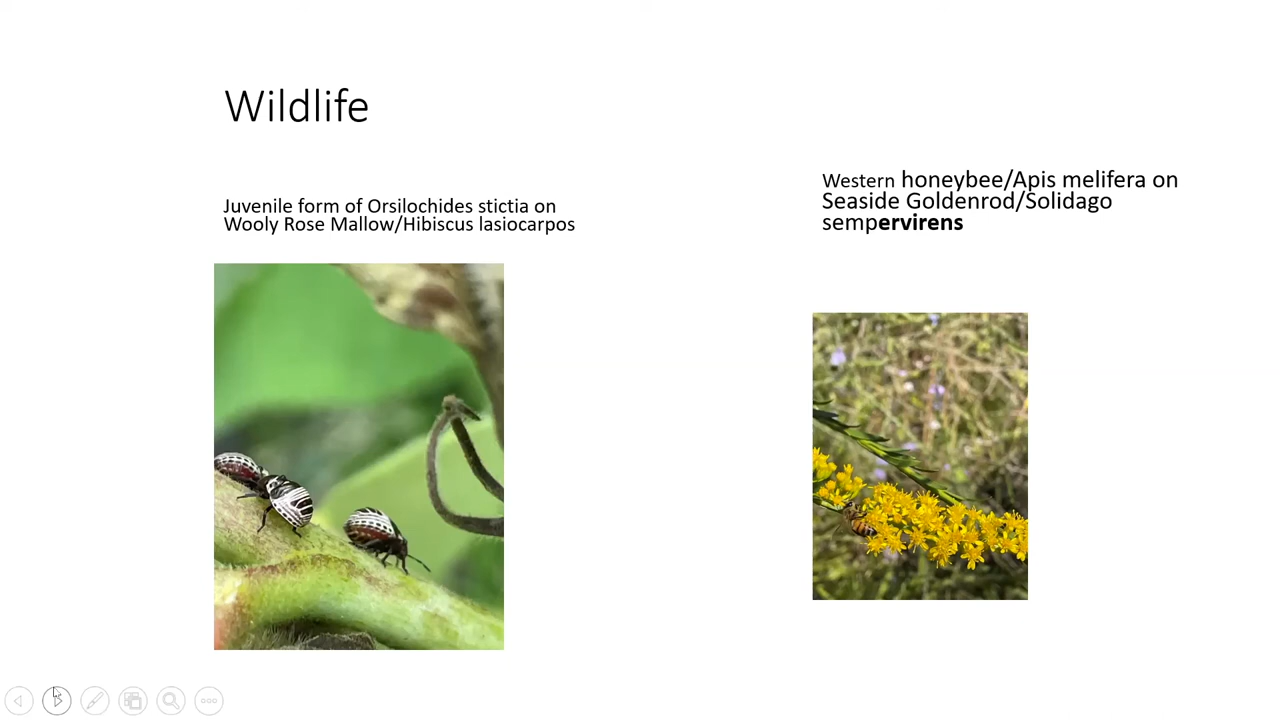 Wildlife
Juvenile form of Orsilochides stictia on
Wooly Rose Mallow/Hibiscus lasiocarpos
Western honeybee/Apis melifera on
Seaside Goldenrod/Solidago
sempervirens